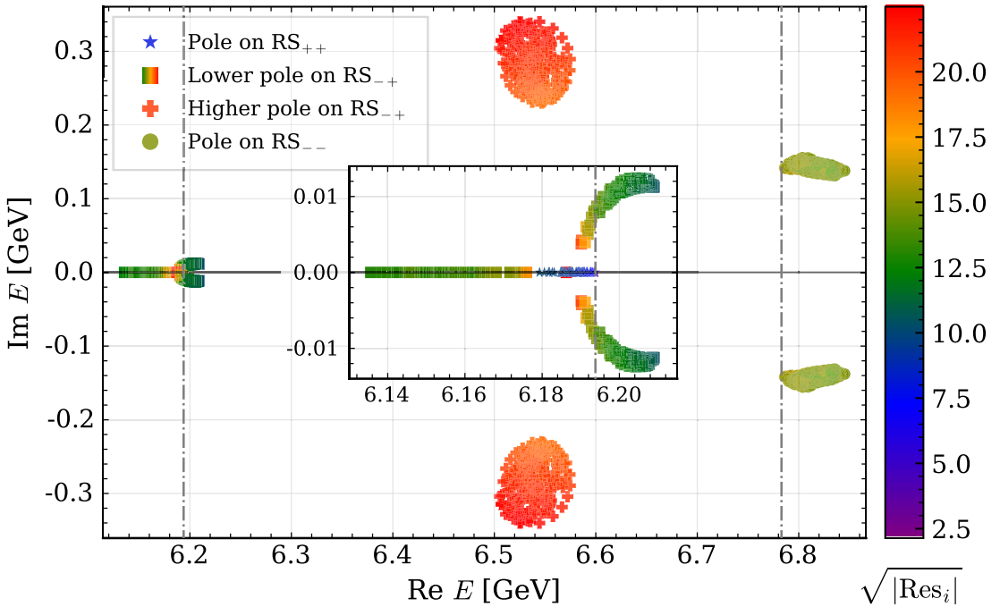 Pole on RS₊₊
Lower pole on RS₋₊
Higher pole on RS₋₊
Pole on RS₋₋
0.3
0.2
0.1
0.0
-0.1
-0.2
-0.3
Im E [GeV]
0.01
0.00
-0.01
6.14 6.16 6.18 6.20
6.2 6.3 6.4 6.5 6.6 6.7 6.8
Re E [GeV]
20.0
17.5
15.0
12.5
10.0
7.5
5.0
2.5
√|Resᵢ|